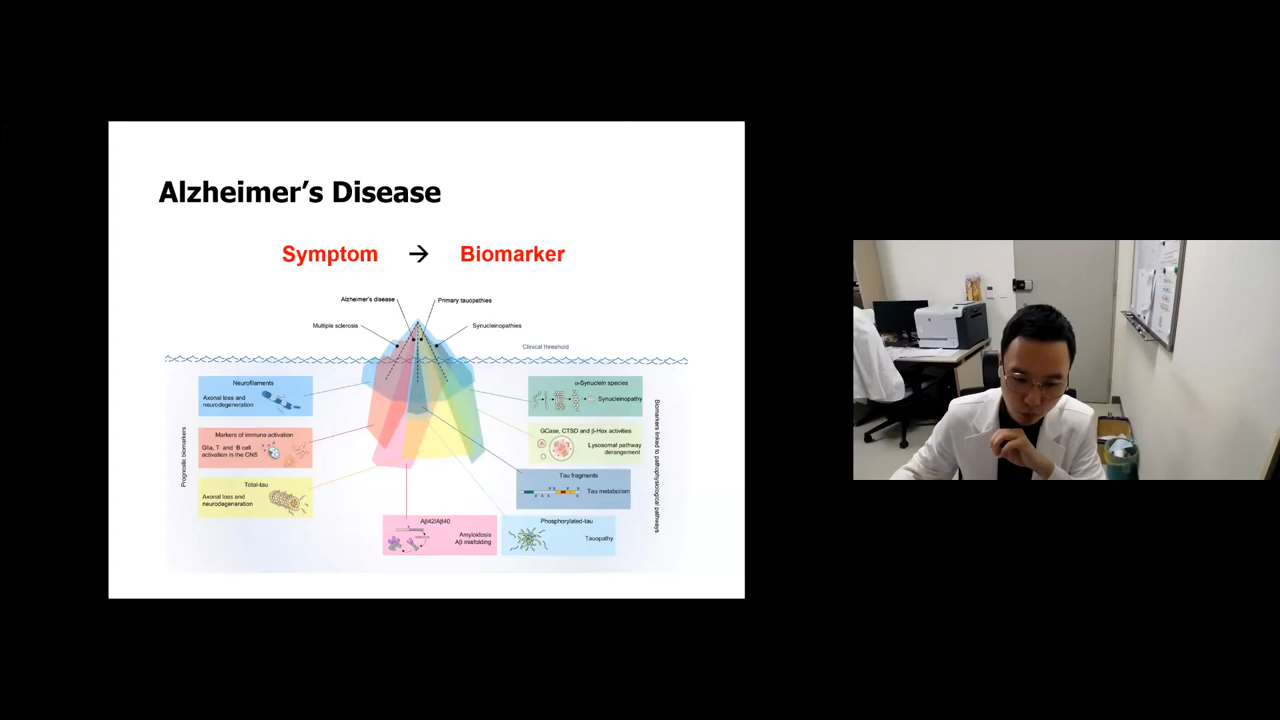 Alzheimer’s Disease
Symptom → Biomarker
Alzheimer's disease
Primary tauopathies
Multiple sclerosis
Synucleinopathies
Clinical threshold
Neurofilaments
Axonal loss and
neurodegeneration
Markers of immune activation
Glia, T and B cell
activation in the CNS
Total-tau
Axonal loss and
neurodegeneration
Prognostic biomarkers
α-Synuclein species
Synucleinopathy
GCase, CTSD and β-Hex activities
Lysosomal pathway
derangement
Tau fragments
Tau metabolism
Aβ42/Aβ40
Amyloidosis
Aβ misfolding
Phosphorylated-tau
Tauopathy
Biomarkers linked to pathophysiological pathways